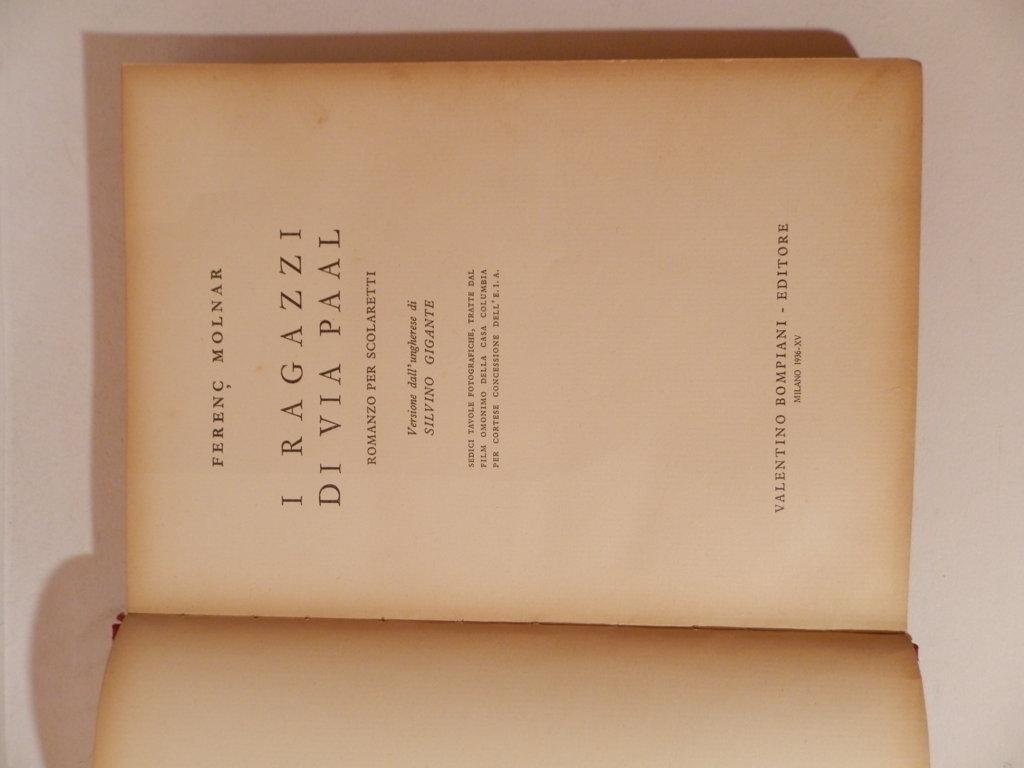 FERENÇ MOLNAR
I RAGAZZI
DI VIA PAAL
ROMANZO PER SCOLARETTI
Versione dall'ungherese di
SILVINO GIGANTE
SEDICI TAVOLE FOTOGRAFICHE, TRATTE DAL
FILM OMONIMO DELLA CASA COLUMBIA
PER CORTESE CONCESSIONE DELL'E.I.A.
VALENTINO BOMPIANI - EDITORE
MILANO 1936-XV